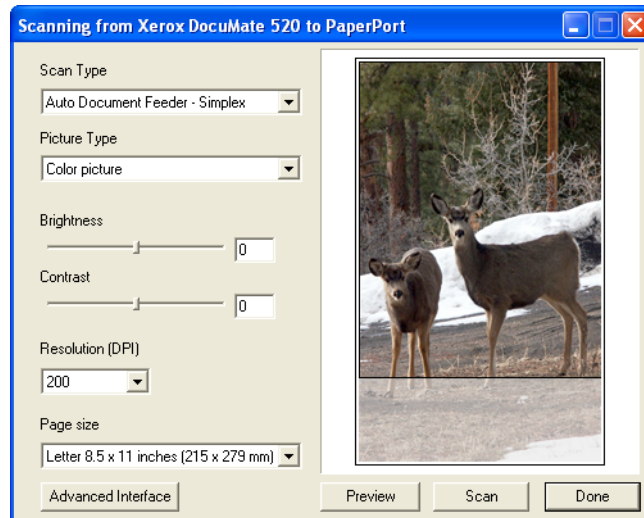 Scanning from Xerox DocuMate 520 to PaperPort
Scan Type
Auto Document Feeder - Simplex
Picture Type
Color picture
Brightness
0
Contrast
0
Resolution (DPI)
200
Page size
Letter 8.5 x 11 inches (215 x 279 mm)
Advanced Interface
Preview
Scan
Done